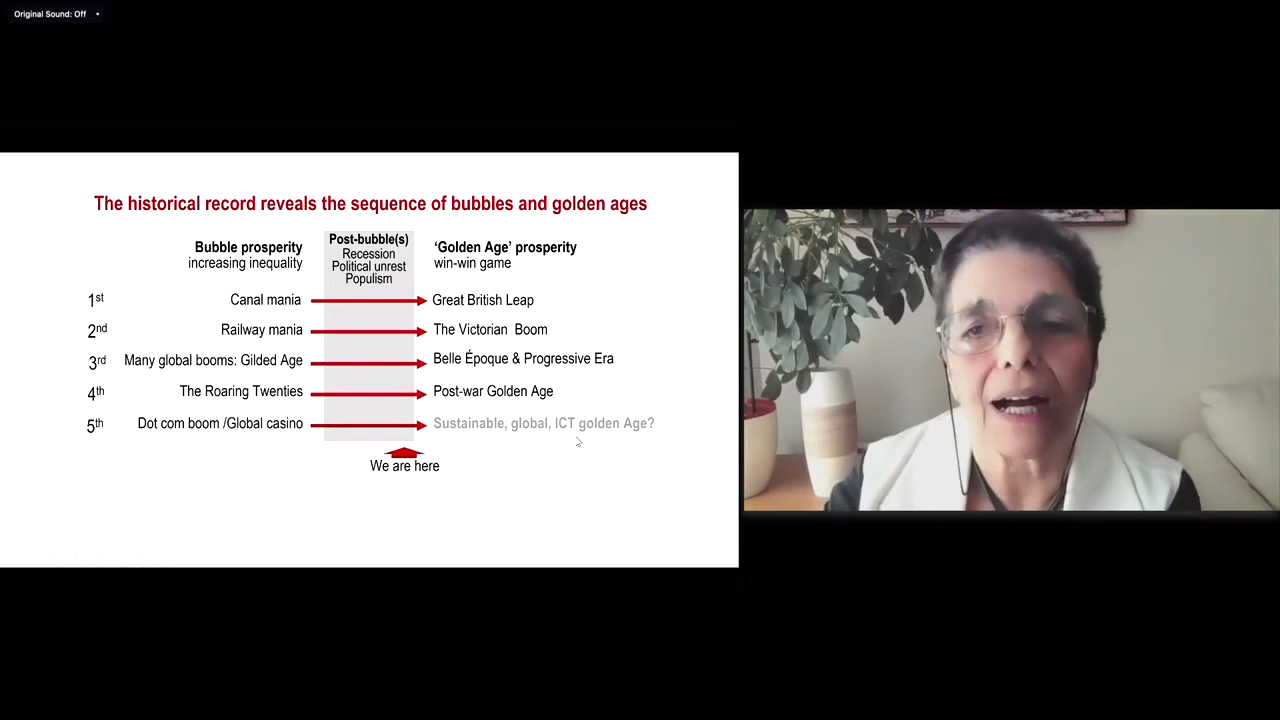 Original Sound: Off
The historical record reveals the sequence of bubbles and golden ages
Bubble prosperity
increasing inequality
Post-bubble(s)
Recession
Political unrest
Populism
‘Golden Age’ prosperity
win-win game
1st Canal mania Great British Leap
2nd Railway mania The Victorian Boom
3rd Many global booms: Gilded Age Belle Époque & Progressive Era
4th The Roaring Twenties Post-war Golden Age
5th Dot com boom /Global casino Sustainable, global, ICT golden Age?
We are here